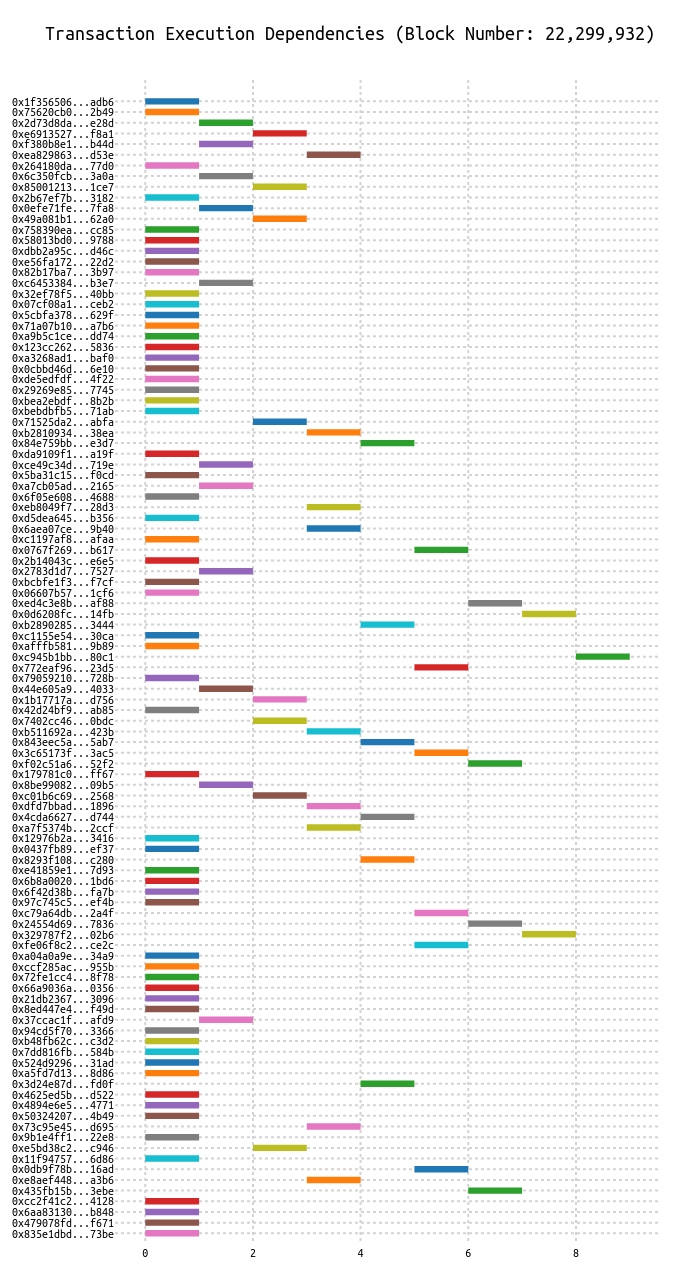 Transaction Execution Dependencies (Block Number: 22,299,932)
0x1f356506...adb6
0x75620cb0...2b49
0x2d73d8da...e28d
0xe6913527...f8a1
0xf380b8e1...b44d
0xea829863...d53e
0x264180da...77d0
0x6c350fcb...3a0a
0x85001213...1ce7
0x2b67ef7b...3182
0x0efe71fe...7fa8
0x49a081b1...62a0
0x758390ea...cc85
0x58013bd0...9788
0xdbb2a95c...d46c
0xe56fa172...22d2
0x82b17ba7...3b97
0xc6453384...b3e7
0x32ef78f5...40bb
0x07cf08a1...ceb2
0x5cbfa378...629f
0x71a07b10...a7b6
0xa9b5c1ce...dd74
0x123cc262...5836
0xa3268ad1...baf0
0x0cbbd46d...6e10
0xde5edfdf...4f22
0x29269e85...7745
0xbea2ebdf...8b2b
0xbebdbfb5...71ab
0x71525da2...abfa
0xb2810934...38ea
0x84e759bb...e3d7
0xda9109f1...a19f
0xce49c34d...719e
0x5ba31c15...f0cd
0xa7cb05ad...2165
0x6f05e608...4688
0xeb8049f7...28d3
0xd5dea645...b356
0x6aea07ce...9b40
0xc1197af8...afaa
0x0767f269...b617
0x2b14043c...e6e5
0x2783d1d7...7527
0xbcbfe1f3...f7cf
0x06607b57...1cf6
0xed4c3e8b...af88
0x0d6208fc...14fb
0xb2890285...3444
0xc1155e54...30ca
0xafffb581...9b89
0xc945b1bb...80c1
0x772eaf96...23d5
0x79059210...728b
0x44e605a9...4033
0x1b17717a...d756
0x42d24bf9...ab85
0x7402cc46...0bdc
0xb511692a...423b
0x843eec5a...5ab7
0x3c65173f...3ac5
0xf02c51a6...52f2
0x179781c0...ff67
0x8be99082...09b5
0xc01b6c69...2568
0xdfd7bbad...1896
0x4cda6627...d744
0xa7f5374b...2ccf
0x12976b2a...3416
0x0437fb89...ef37
0x8293f108...c280
0xe41859e1...7d93
0x6b8a0020...1bd6
0x6f42d38b...fa7b
0x97c745c5...ef4b
0xc79a64db...2a4f
0x24554d69...7836
0x329787f2...02b6
0xfe06f8c2...ce2c
0xa04a0a9e...34a9
0xccf285ac...955b
0x72fe1cc4...8f78
0x66a9036a...0356
0x21db2367...3096
0x8ed447e4...f49d
0x37ccac1f...afd9
0x94cd5f70...3366
0xb48fb62c...c3d2
0x7dd816fb...584b
0x524d9296...31ad
0xa5fd7d13...8d86
0x3d24e87d...fd0f
0x4625ed5b...d522
0x4894e6e5...4771
0x50324207...4b49
0x73c95e45...d695
0x9b1e4ff1...22e8
0xe5bd38c2...c946
0x11f94757...6d86
0x0db9f78b...16ad
0xe8aef448...a3b6
0x435fb15b...3ebe
0xcc2f41c2...4128
0x6aa83130...b848
0x479078fd...f671
0x835e1dbd...73be
0 2 4 6 8